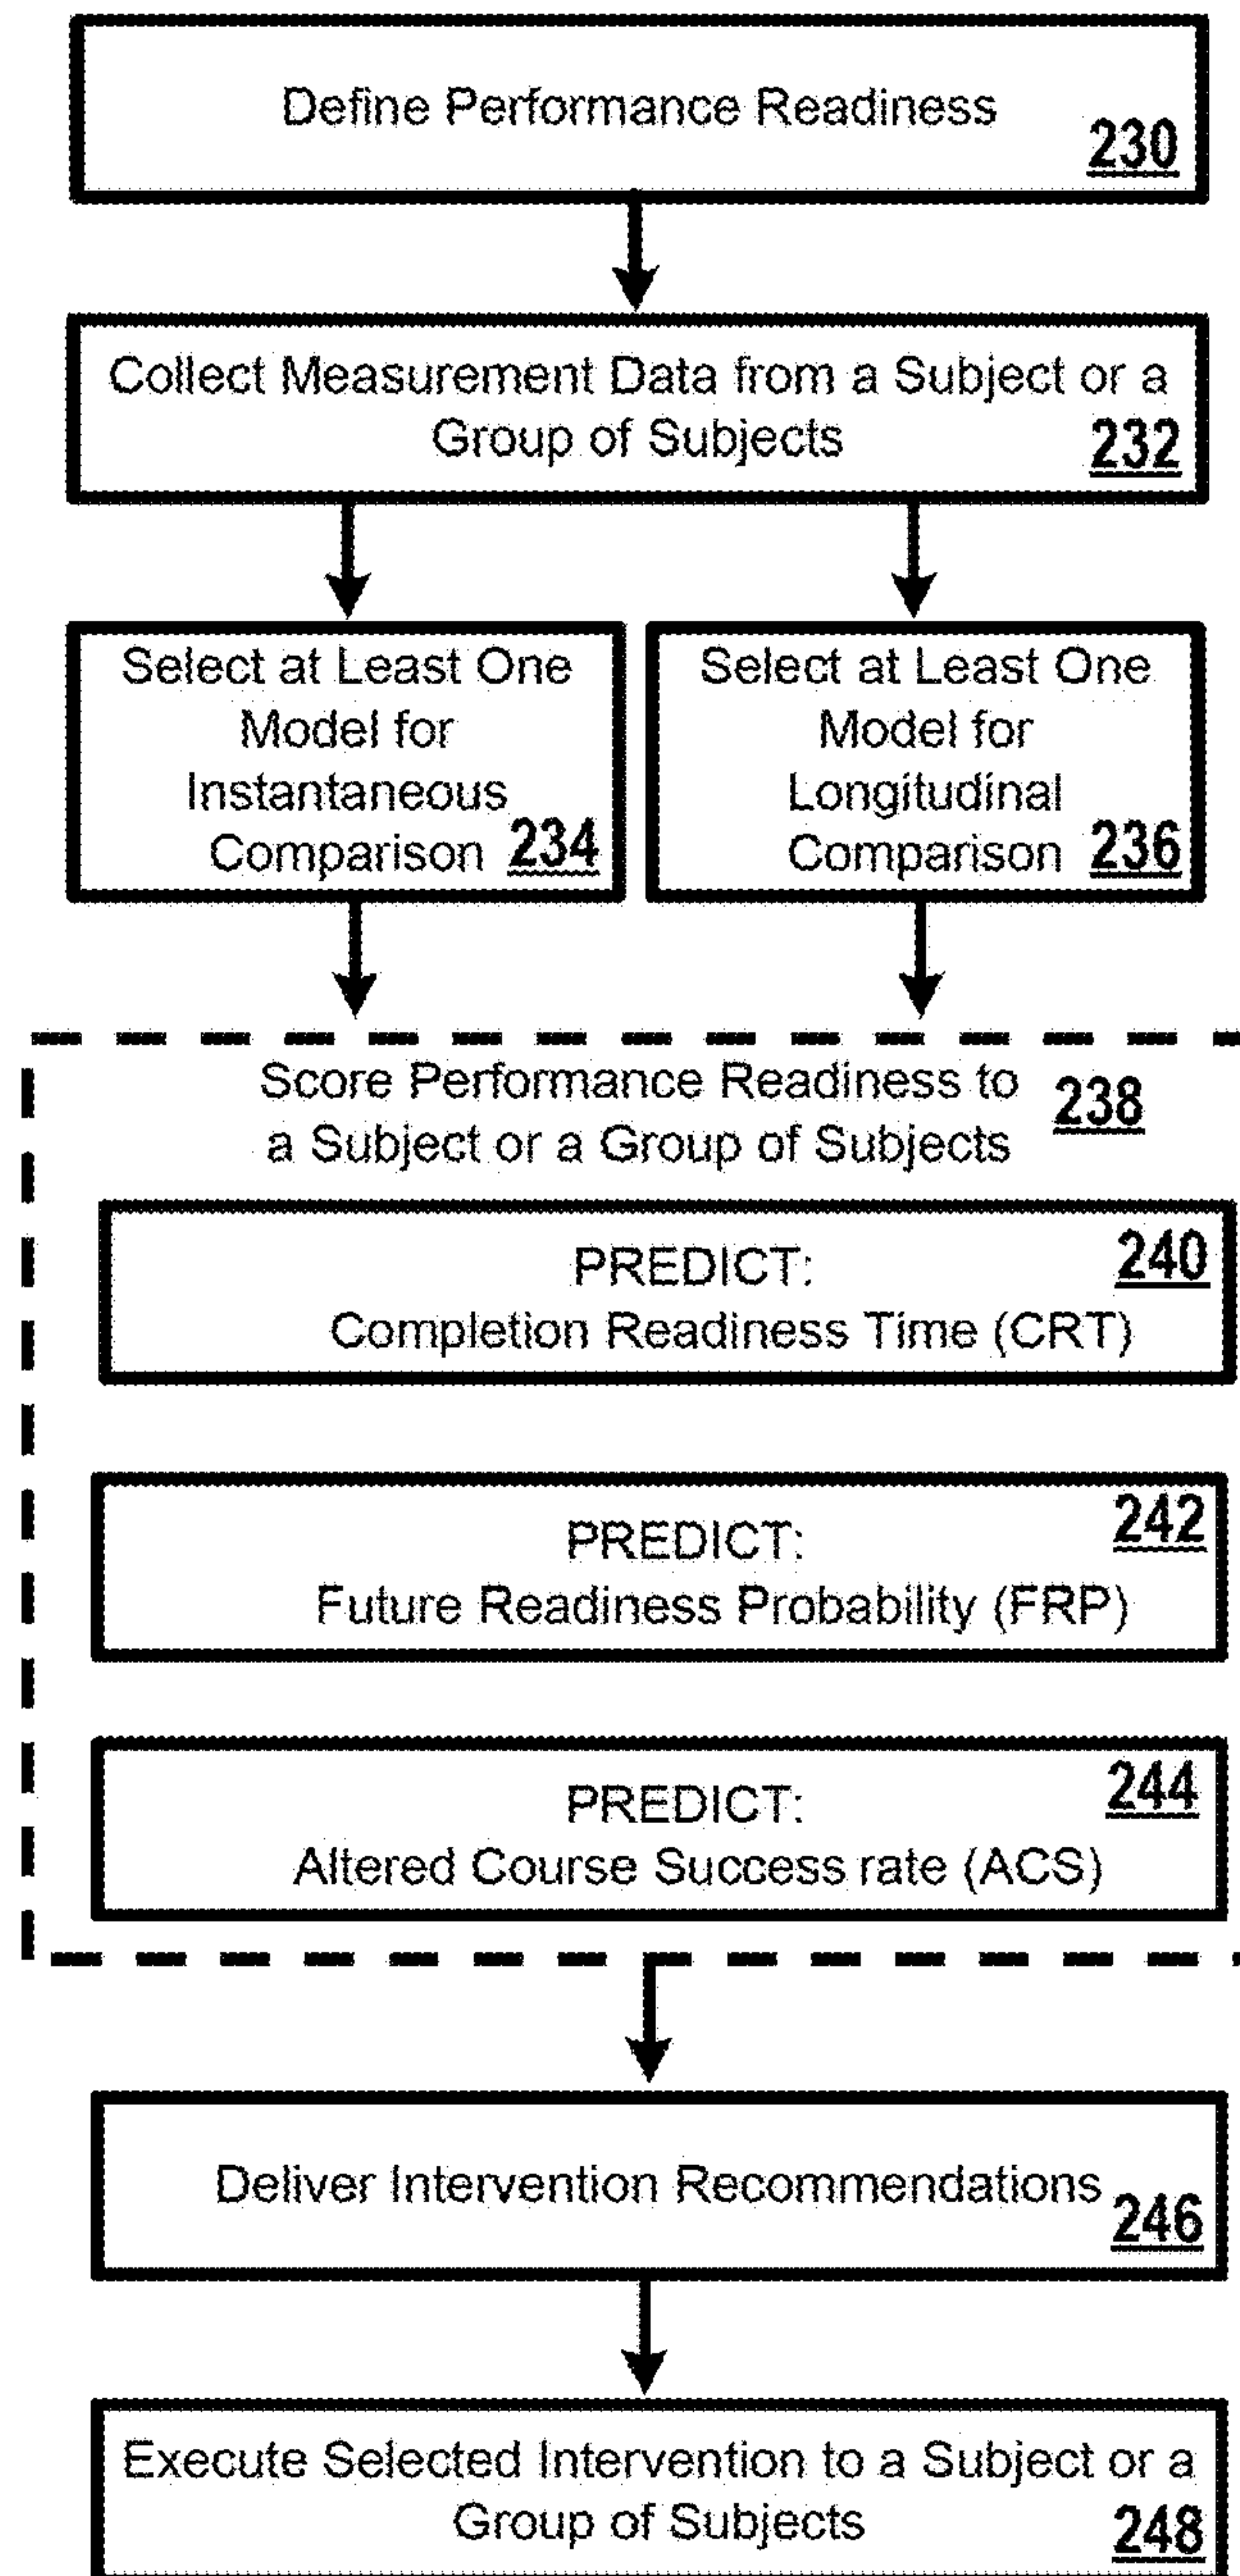 Define Performance Readiness
230
Collect Measurement Data from a Subject or a
Group of Subjects
232
Select at Least One
Model for
Instantaneous
Comparison 234
Select at Least One
Model for
Longitudinal
Comparison 236
Score Performance Readiness to
a Subject or a Group of Subjects
238
PREDICT:
240
Completion Readiness Time (CRT)
PREDICT:
242
Future Readiness Probability (FRP)
PREDICT:
244
Altered Course Success rate (ACS)
Deliver Intervention Recommendations
246
Execute Selected Intervention to a Subject or a
Group of Subjects
248